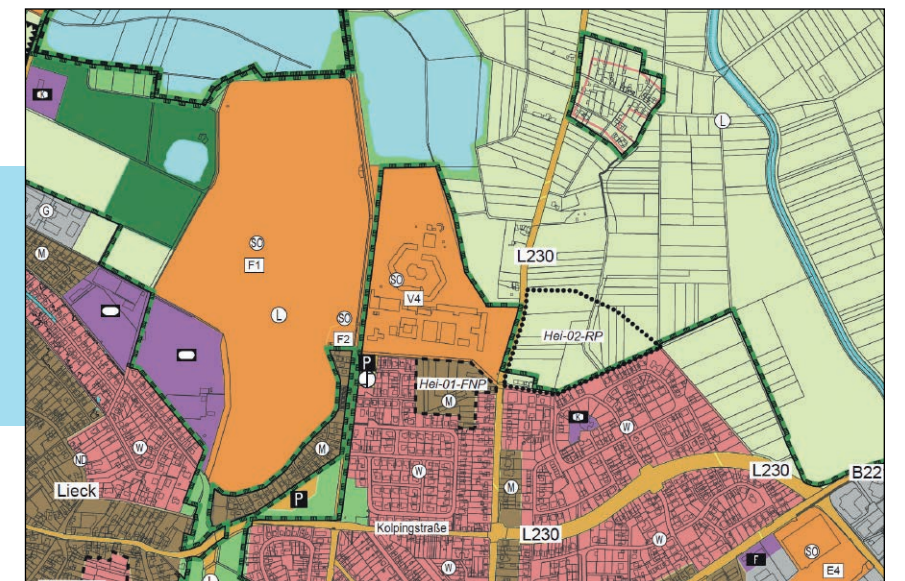 K
L
G
M
L230
SO
F1
SO
V4
L
SO
F2
Hei-02-RP
P
Hei-01-FNP
M
K
W
W
M
ND
Lieck
W
M
L230
B22
P
Kolpingstraße
L230
W
SO
F
E4
W
L